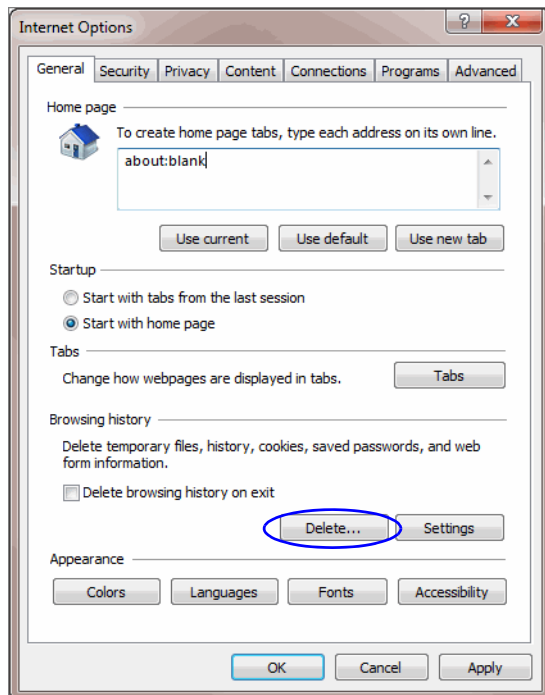 Internet Options
?
X
General Security Privacy Content Connections Programs Advanced
Home page
To create home page tabs, type each address on its own line.
about:blank
Use current Use default Use new tab
Startup
Start with tabs from the last session
Start with home page
Tabs
Change how webpages are displayed in tabs. Tabs
Browsing history
Delete temporary files, history, cookies, saved passwords, and web
form information.
Delete browsing history on exit
Delete... Settings
Appearance
Colors Languages Fonts Accessibility
OK Cancel Apply